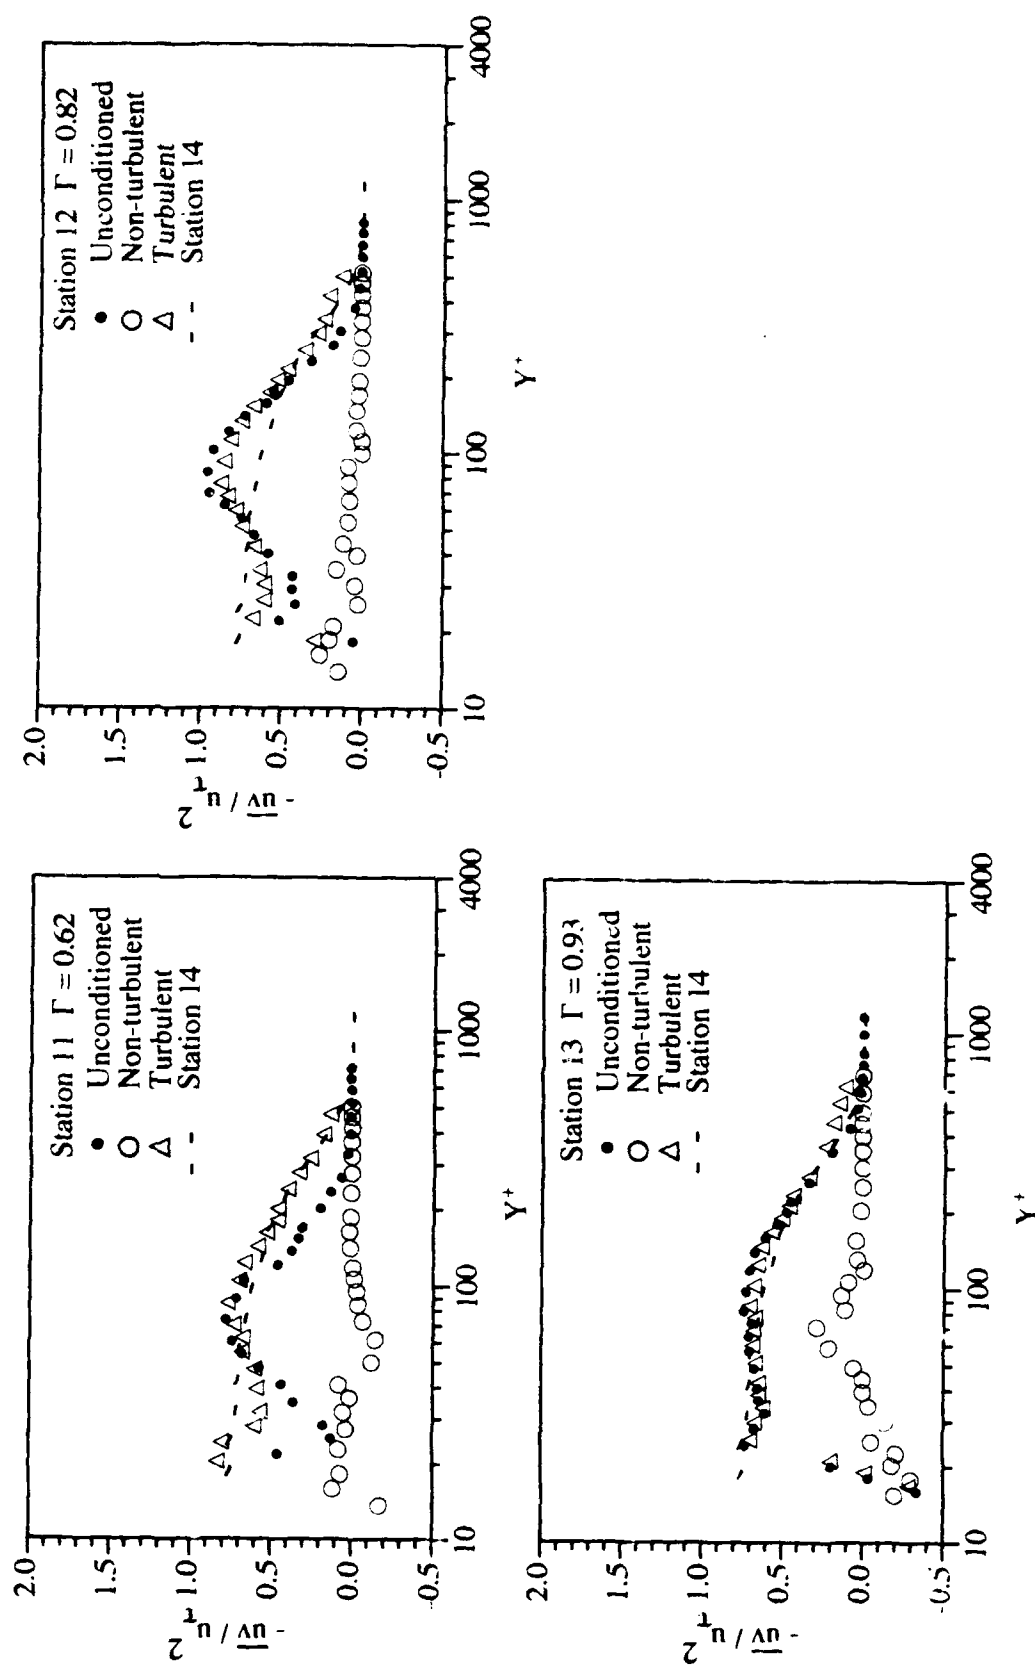 Station 11 Γ = 0.62
● Unconditioned
○ Non-turbulent
△ Turbulent
- - Station 14
2.0
1.5
1.0
0.5
0.0
-0.5
- uv / u τ 2
10
100
1000
4000
Y+
Station 12 Γ = 0.82
● Unconditioned
○ Non-turbulent
△ Turbulent
- - Station 14
2.0
1.5
1.0
0.5
0.0
-0.5
- uv / u τ 2
10
100
1000
4000
Y+
Station 13 Γ = 0.93
● Unconditioned
○ Non-turbulent
△ Turbulent
- - Station 14
2.0
1.5
1.0
0.5
0.0
-0.5
- uv / u τ 2
10
100
1000
4000
Y+